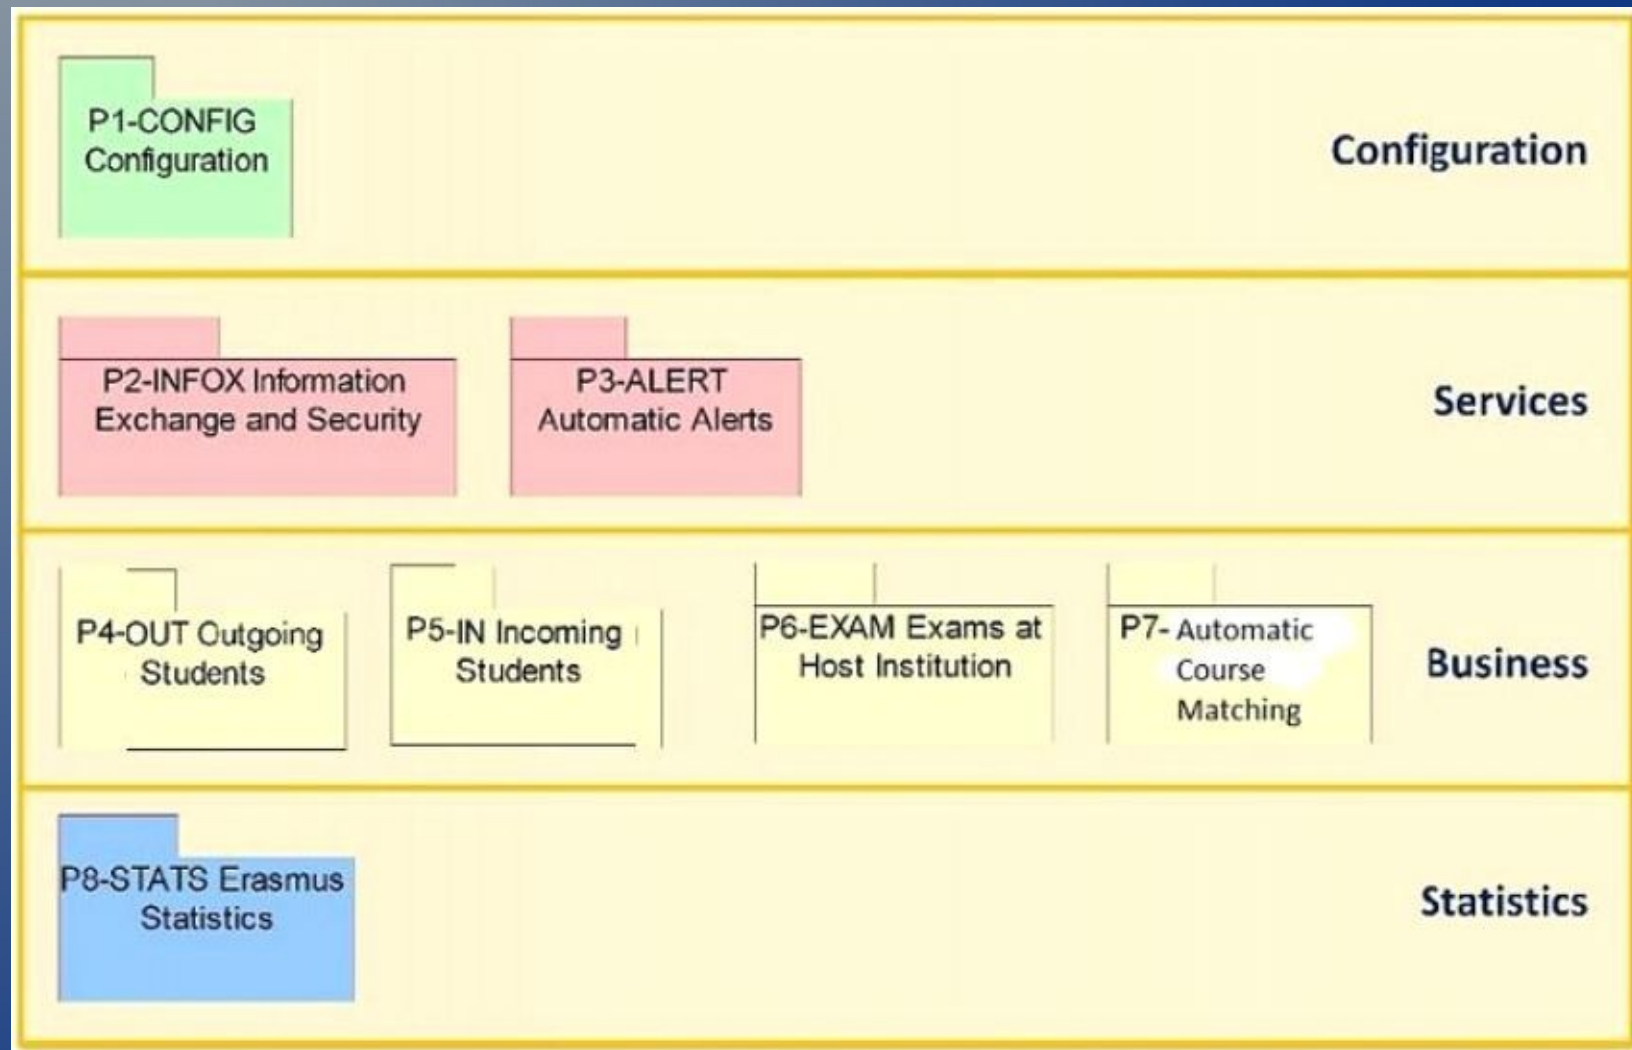 P1-CONFIG
Configuration
Configuration
P2-INFOX Information
Exchange and Security
P3-ALERT
Automatic Alerts
Services
P4-OUT Outgoing
Students
P5-IN Incoming
Students
P6-EXAM Exams at
Host Institution
P7- Automatic
Course
Matching
Business
P8-STATS Erasmus
Statistics
Statistics